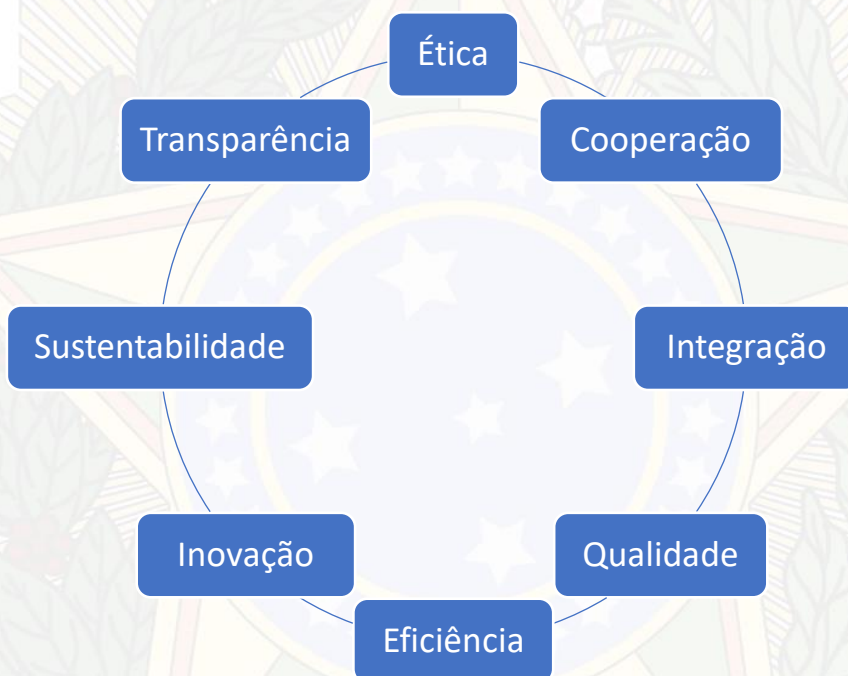 Ética
Transparência
Cooperação
Sustentabilidade
Integração
Inovação
Qualidade
Eficiência